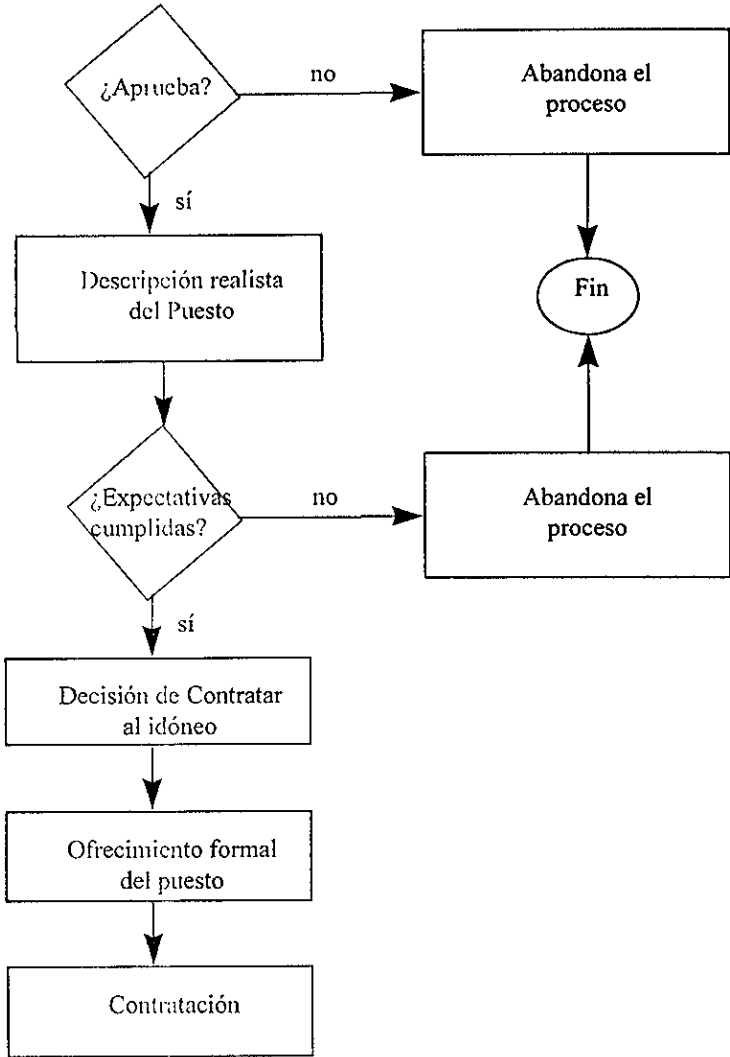 ¿Aprueba?
no
Abandona el
proceso
sí
Descripción realista
del Puesto
Fin
¿Expectativas
cumplidas?
no
Abandona el
proceso
sí
Decisión de Contratar
al idóneo
Ofrecimiento formal
del puesto
Contratación